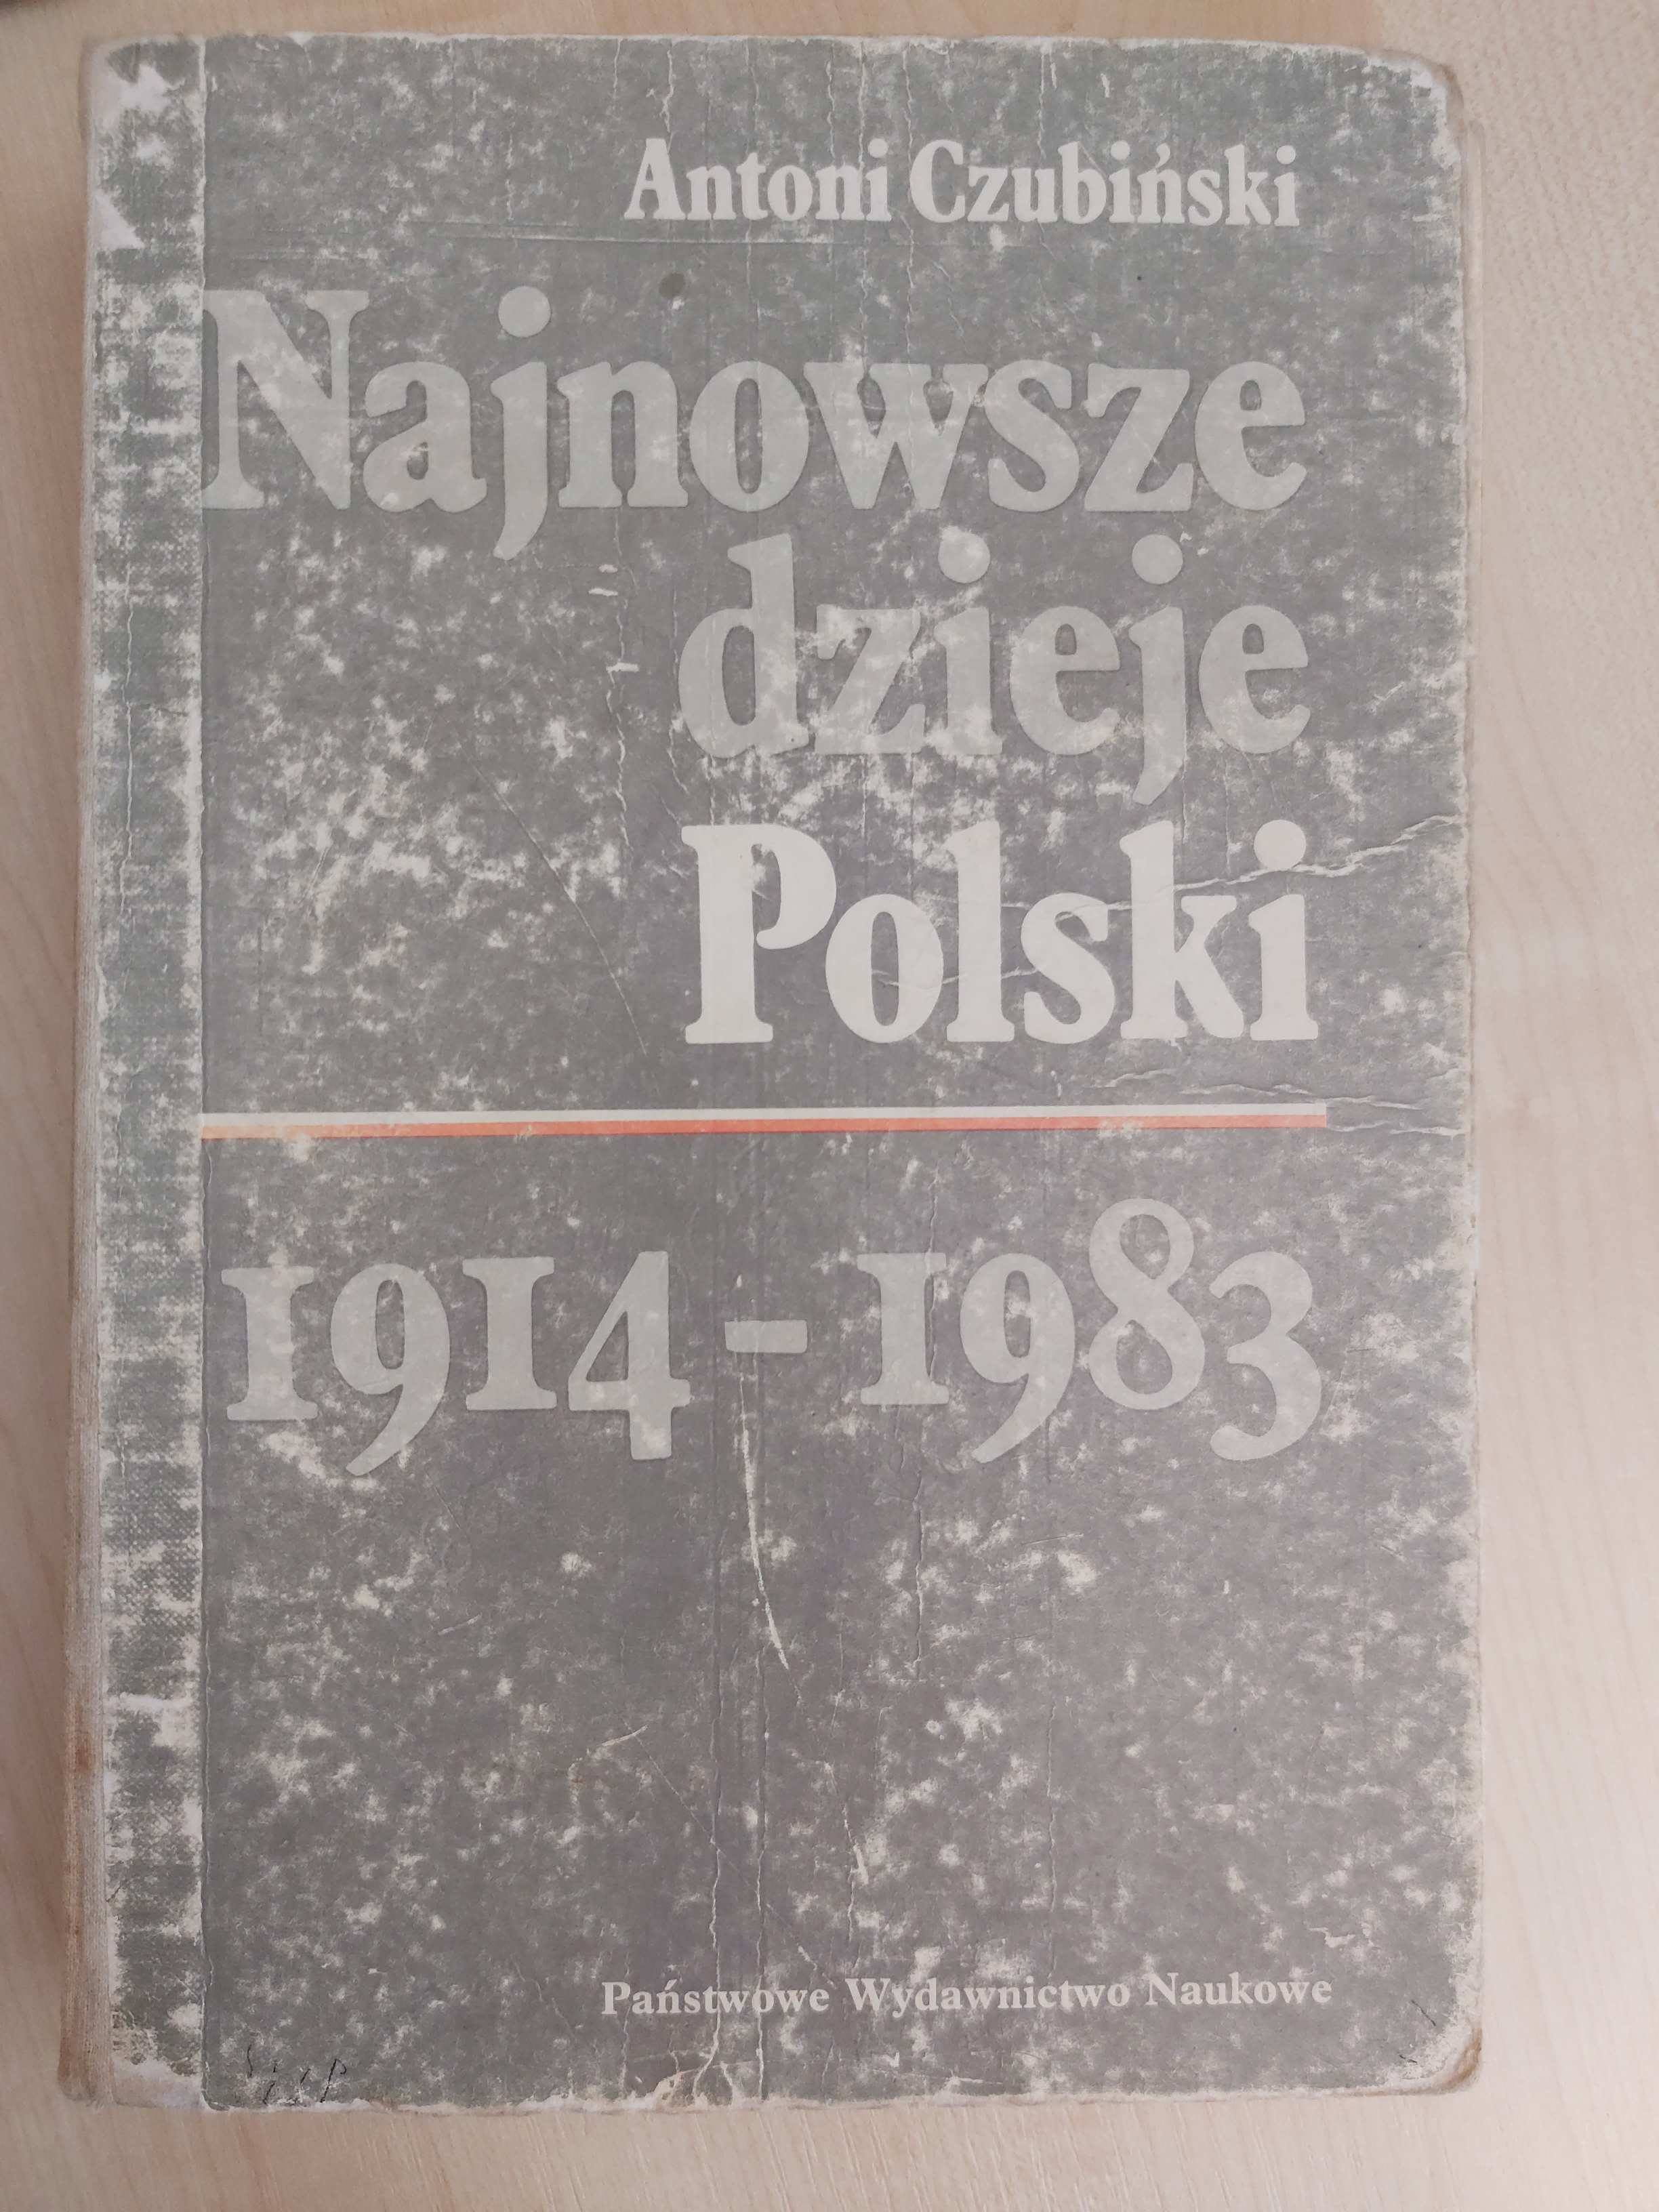 Antoni Czubiński
Najnowsze
dzieje
Polski
1914–1983
Państwowe Wydawnictwo Naukowe